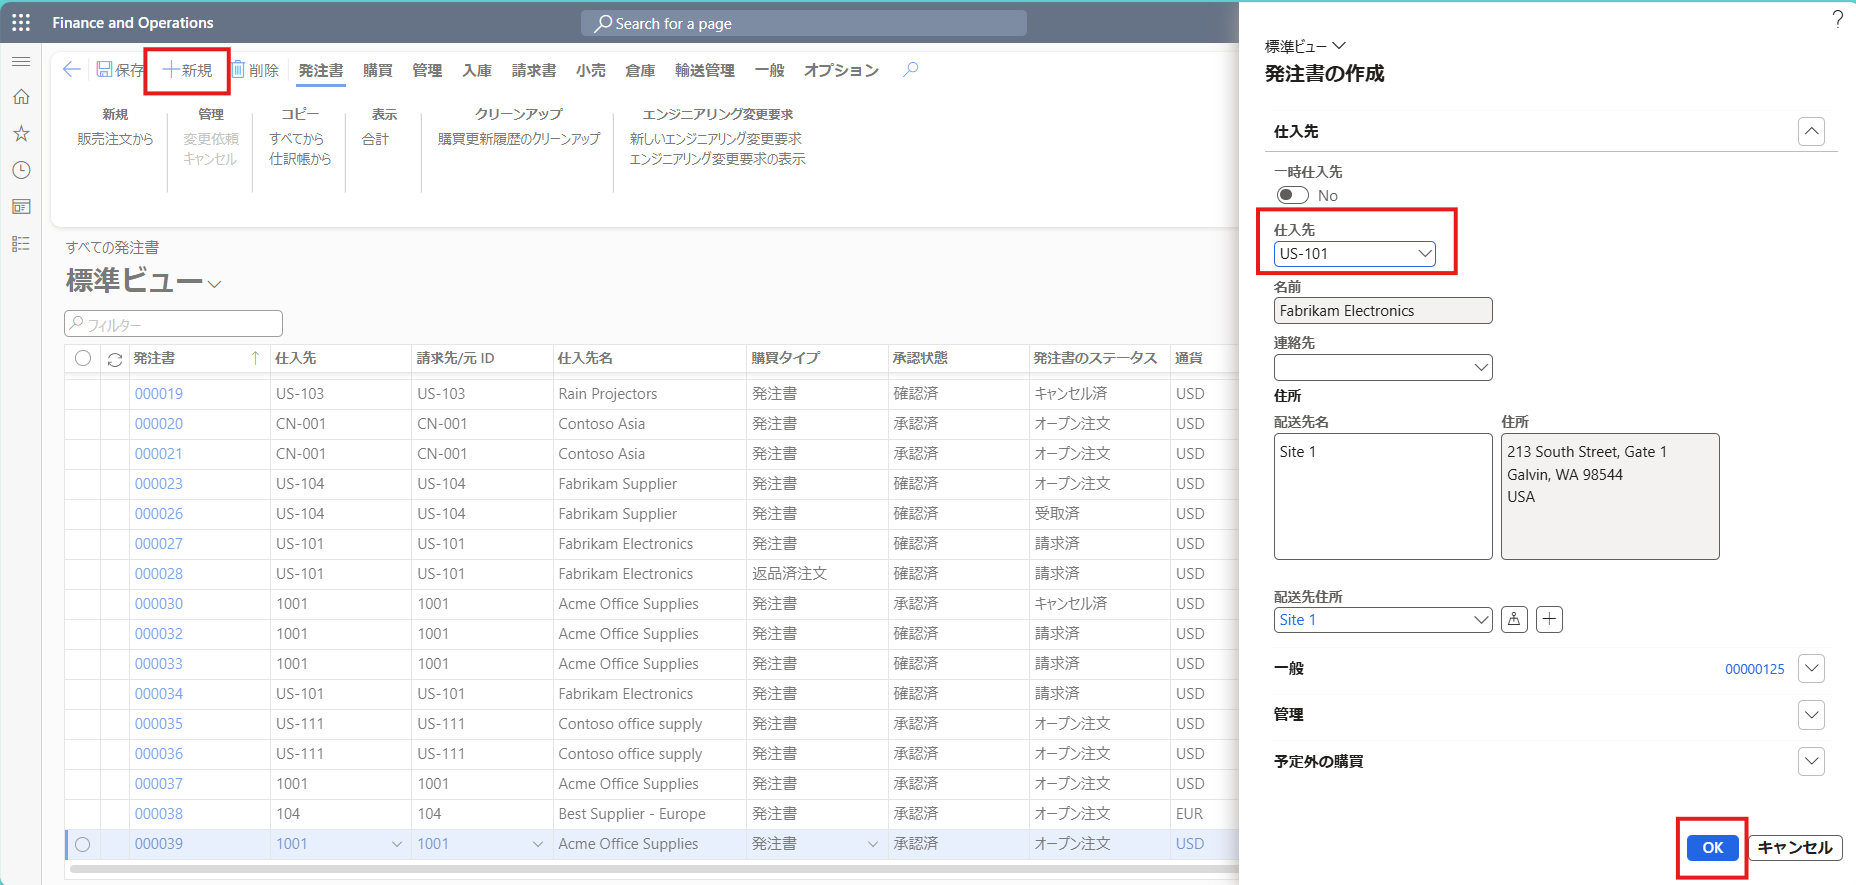 Finance and Operations
Search for a page
?
保存
新規
削除
発注書
購買
管理
入庫
請求書
小売
倉庫
輸送管理
一般
オプション
新規
販売注文から
管理
変更依頼
キャンセル
コピー
すべてから
仕訳帳から
表示
合計
クリーンアップ
購買更新履歴のクリーンアップ
エンジニアリング変更要求
新しいエンジニアリング変更要求
エンジニアリング変更要求の表示
すべての発注書
標準ビュー
フィルター
発注書 仕入先 請求先/元 ID 仕入先名 購買タイプ 承認状態 発注書のステータス 通貨
000019 US-103 US-103 Rain Projectors 発注書 確認済 キャンセル済 USD
000020 CN-001 CN-001 Contoso Asia 発注書 承認済 オープン注文 USD
000021 CN-001 CN-001 Contoso Asia 発注書 承認済 オープン注文 USD
000023 US-104 US-104 Fabrikam Supplier 発注書 確認済 オープン注文 USD
000026 US-104 US-104 Fabrikam Supplier 発注書 確認済 受取済 USD
000027 US-101 US-101 Fabrikam Electronics 発注書 確認済 請求済 USD
000028 US-101 US-101 Fabrikam Electronics 返品済注文 確認済 請求済 USD
000030 1001 1001 Acme Office Supplies 発注書 承認済 キャンセル済 USD
000032 1001 1001 Acme Office Supplies 発注書 確認済 請求済 USD
000033 1001 1001 Acme Office Supplies 発注書 確認済 請求済 USD
000034 US-101 US-101 Fabrikam Electronics 発注書 確認済 請求済 USD
000035 US-111 US-111 Contoso office supply 発注書 承認済 オープン注文 USD
000036 US-111 US-111 Contoso office supply 発注書 承認済 オープン注文 USD
000037 1001 1001 Acme Office Supplies 発注書 承認済 オープン注文 USD
000038 104 104 Best Supplier - Europe 発注書 承認済 オープン注文 EUR
000039 1001 1001 Acme Office Supplies 発注書 承認済 オープン注文 USD
標準ビュー
発注書の作成
仕入先
一時仕入先
No
仕入先
US-101
名前
Fabrikam Electronics
連絡先
住所
配送先名
Site 1
住所
213 South Street, Gate 1
Galvin, WA 98544
USA
配送先住所
Site 1
一般 00000125
管理
予定外の購買
OK キャンセル